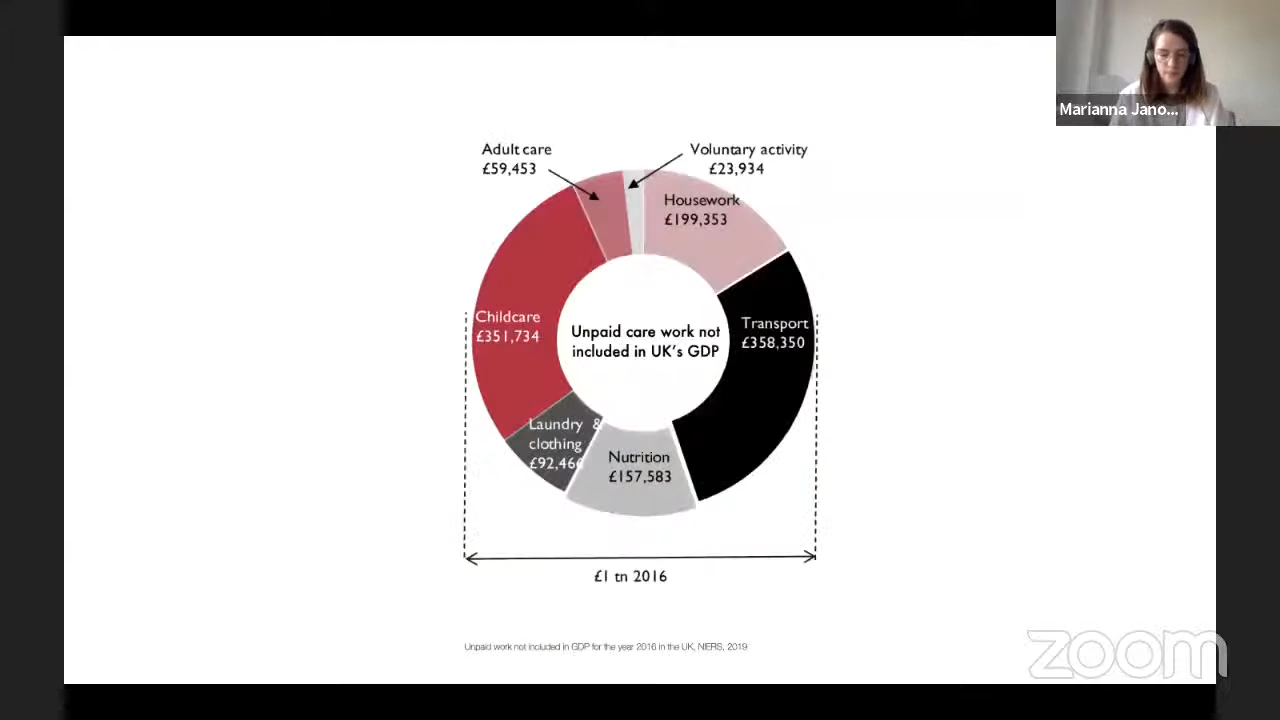 Marianna Jano...
Adult care
£59,453
Voluntary activity
£23,934
Housework
£199,353
Childcare
£351,734
Unpaid care work not
included in UK's GDP
Transport
£358,350
Laundry &
clothing
£92,466
Nutrition
£157,583
£1 tn 2016
Unpaid work not included in GDP for the year 2016 in the UK, NIERS, 2019
zoom